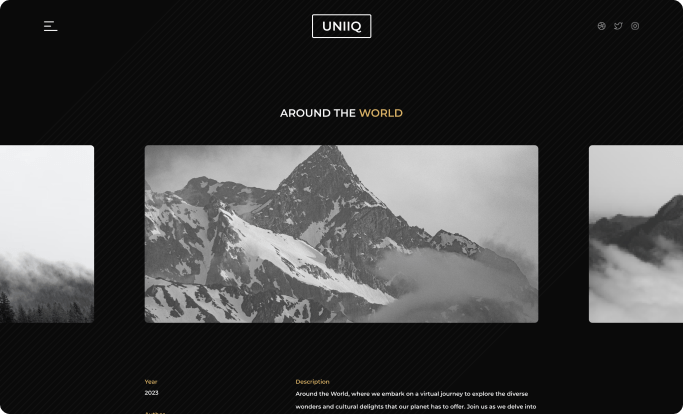 UNIIQ
AROUND THE WORLD
Year
2023
Description
Around the World, where we embark on a virtual journey to explore the diverse
wonders and cultural delights that our planet has to offer. Join us as we delve into